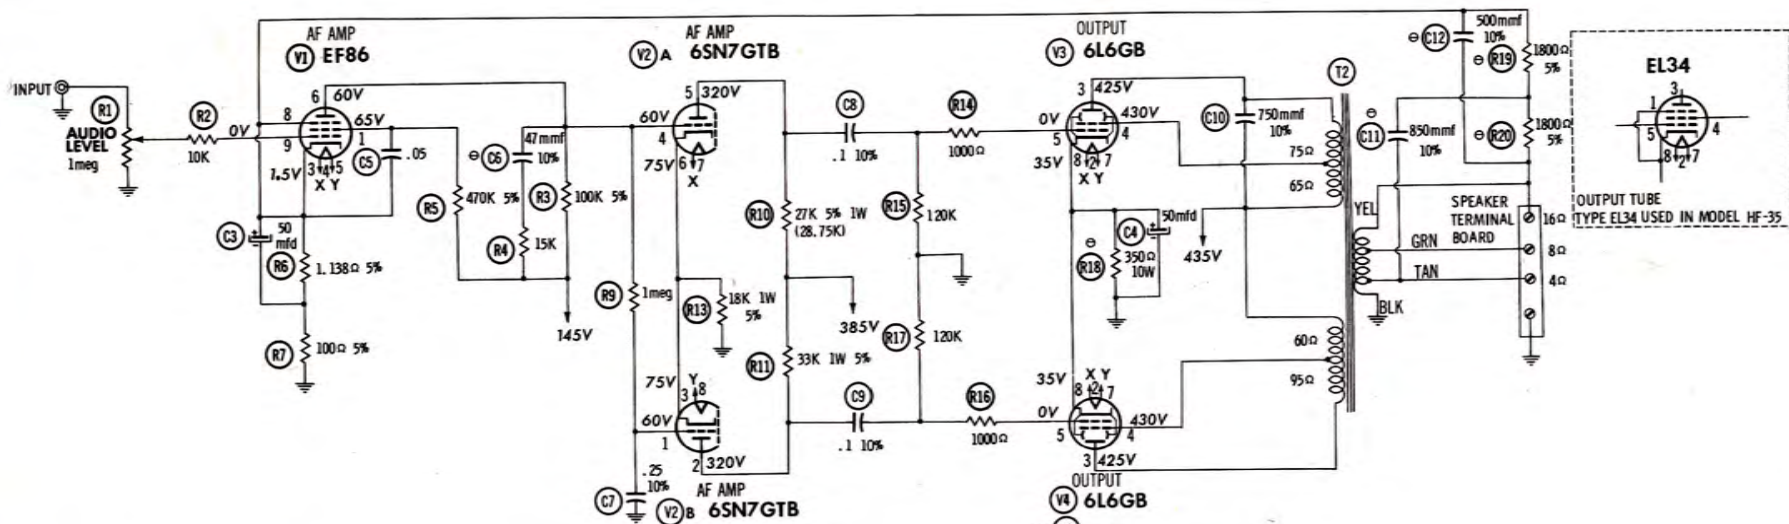 INPUT
R1
AUDIO
LEVEL
1meg
R2
0V
10K
AF AMP
V1 EF86
6
60V
8
9
65V
1
3 4 5
X Y
1.5V
C5
.05
C3
50
mfd
R6
1.138Ω 5%
R7
100Ω 5%
R5
470K 5%
47mmf
10%
C6
R4
15K
R3
100K 5%
145V
AF AMP
V2 A 6SN7GTB
5
320V
60V
4
75V
6 7
X
R9
1meg
R13
18K 1W
5%
75V
Y
3 8
60V
1
2
320V
.25
10%
C7
AF AMP
V2 B 6SN7GTB
R10
27K 5% 1W
(28.75K)
385V
R11
33K 1W 5%
C8
.1 10%
R15
120K
R17
120K
C9
.1 10%
R14
1000Ω
R16
1000Ω
OUTPUT
V3 6L6GB
3
425V
0V
5
430V
4
35V
8 2 7
X Y
R18
350Ω
10W
C4
50mfd
35V
X Y
8 2 7
0V
5
430V
4
3
425V
OUTPUT
V4 6L6GB
C10
750mmf
10%
435V
T2
75Ω
65Ω
60Ω
95Ω
C11
850mmf
10%
500mmf
10%
C12
R19
1800Ω
5%
R20
1800Ω
5%
YEL
GRN
TAN
BLK
SPEAKER
TERMINAL
BOARD
16Ω
8Ω
4Ω
EL34
3
1
5
4
8 2 7
OUTPUT TUBE
TYPE EL34 USED IN MODEL HF-35